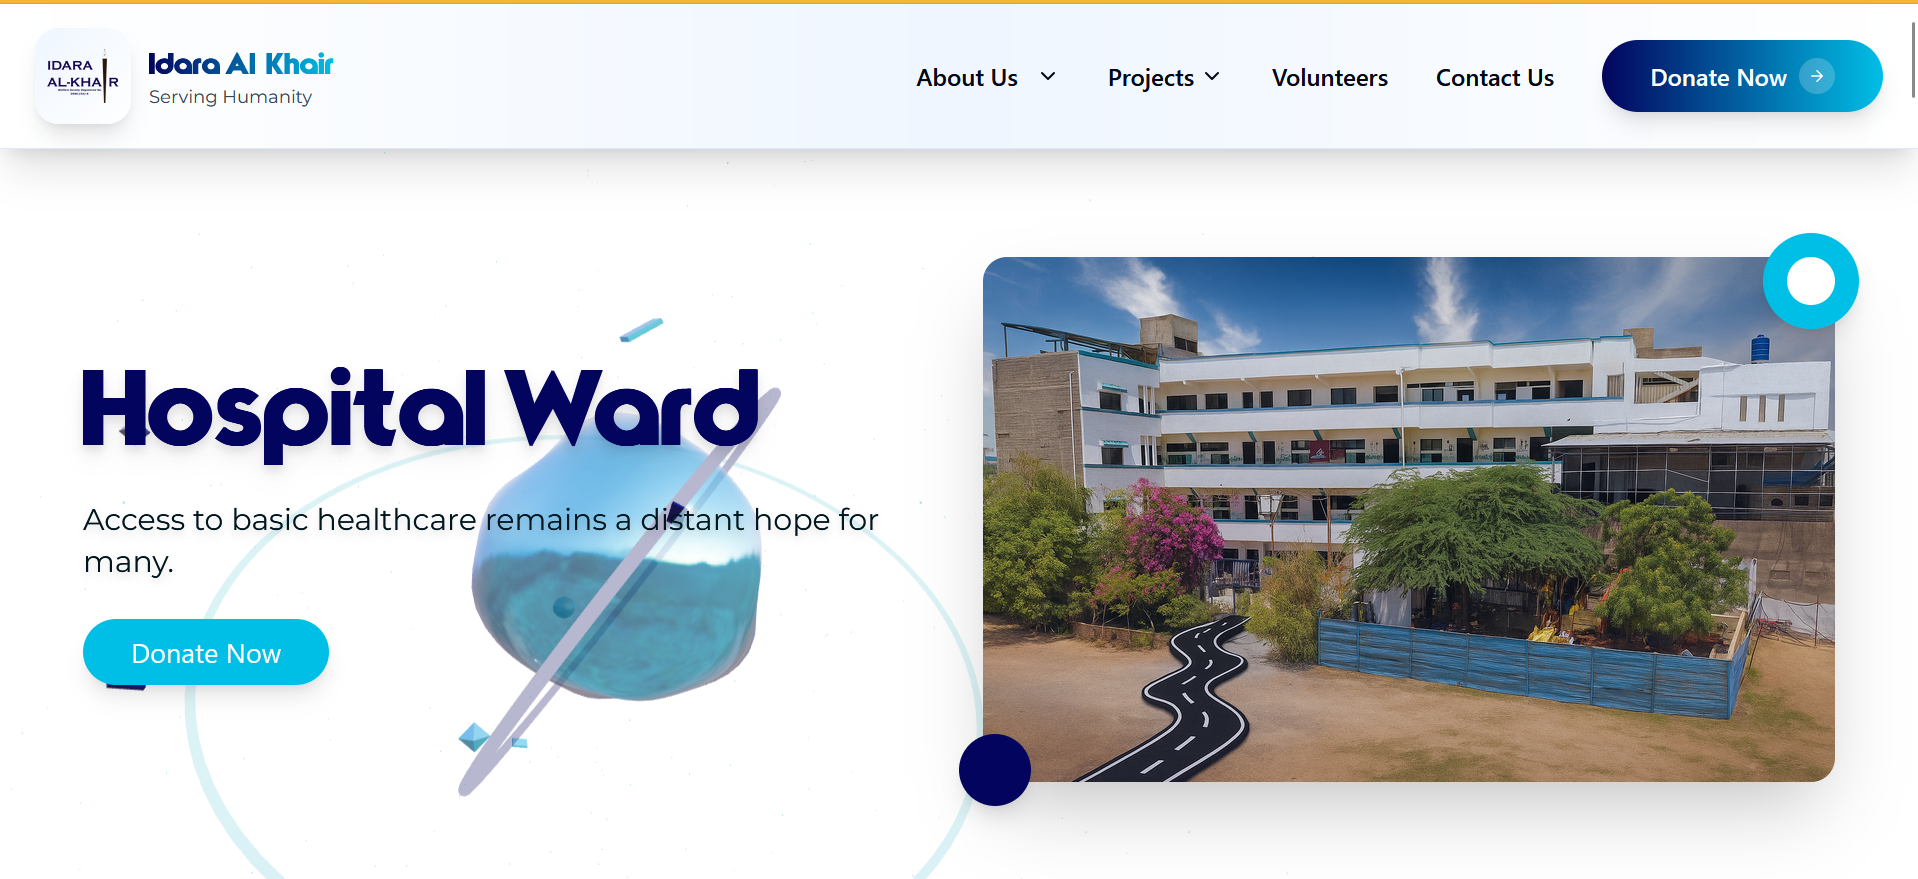 IDARA
AL-KHAIR
Idara Al Khair
Serving Humanity
About Us
Projects
Volunteers
Contact Us
Donate Now
Hospital Ward
Access to basic healthcare remains a distant hope for
many.
Donate Now